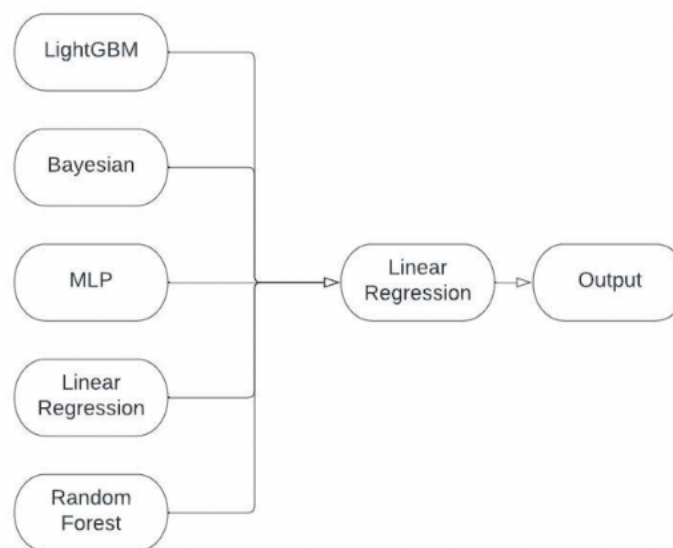 LightGBM
Bayesian
MLP
Linear
Regression
Random
Forest
Linear
Regression
Output